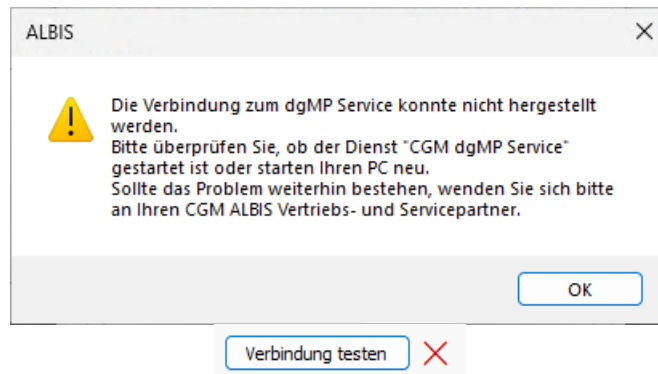 ALBIS
Die Verbindung zum dgMP Service konnte nicht hergestellt
werden.
Bitte überprüfen Sie, ob der Dienst "CGM dgMP Service"
gestartet ist oder starten Ihren PC neu.
Sollte das Problem weiterhin bestehen, wenden Sie sich bitte
an Ihren CGM ALBIS Vertriebs- und Servicepartner.
OK
Verbindung testen